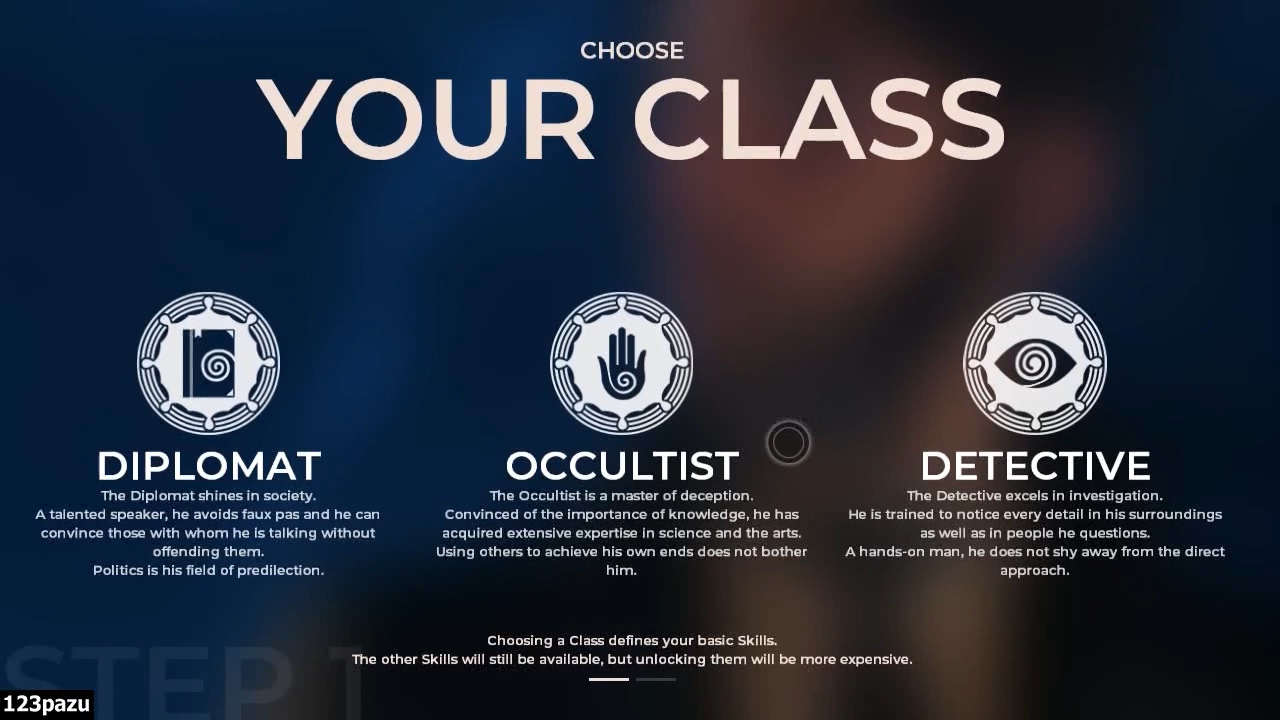 CHOOSE
YOUR CLASS
DIPLOMAT
The Diplomat shines in society.
A talented speaker, he avoids faux pas and he can
convince those with whom he is talking without
offending them.
Politics is his field of predilection.
OCCULTIST
The Occultist is a master of deception.
Convinced of the importance of knowledge, he has
acquired extensive expertise in science and the arts.
Using others to achieve his own ends does not bother
him.
DETECTIVE
The Detective excels in investigation.
He is trained to notice every detail in his surroundings
as well as in people he questions.
A hands-on man, he does not shy away from the direct
approach.
Choosing a Class defines your basic Skills.
The other Skills will still be available, but unlocking them will be more expensive.
STEP 1
123pazu